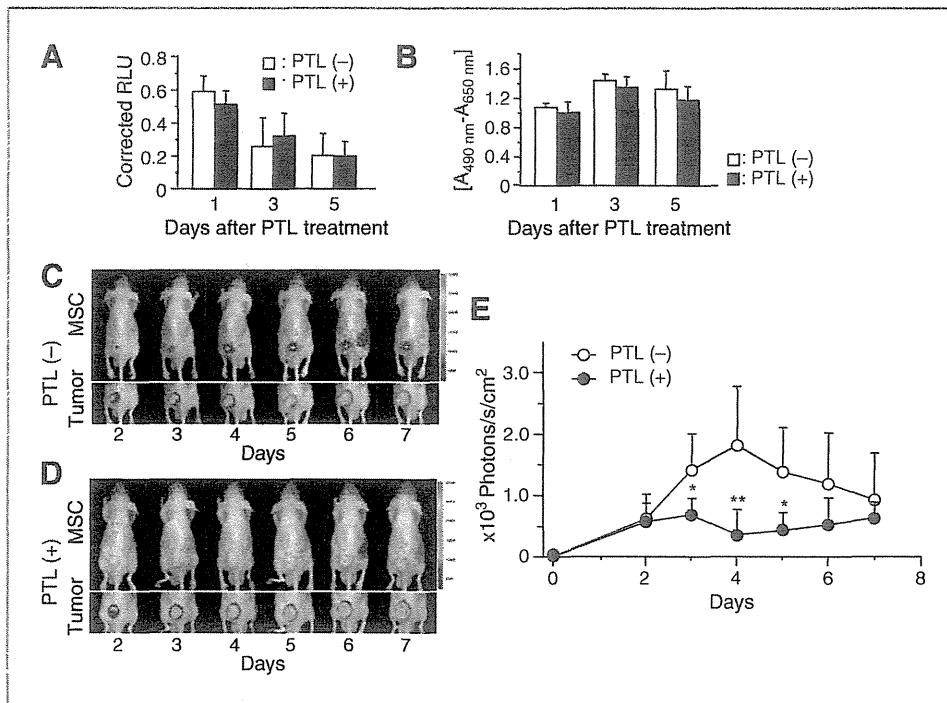 A
Corrected RLU
0.8
0.6
0.4
0.2
0
: PTL (−)
: PTL (+)
1 3 5
Days after PTL treatment
B
[A490 nm-A650 nm]
1.6
1.2
0.8
0.4
0
: PTL (−)
: PTL (+)
1 3 5
Days after PTL treatment
C
PTL (−)
MSC
Tumor
2 3 4 5 6 7
Days
D
PTL (+)
MSC
Tumor
2 3 4 5 6 7
Days
E
PTL (−)
PTL (+)
x10³ Photons/s/cm²
3.0
2.0
1.0
0
* ** *
0 2 4 6 8
Days